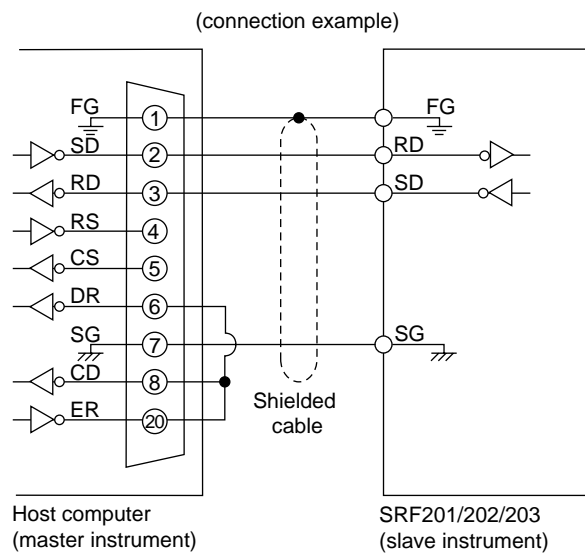 (connection example)
FG 1 FG
SD 2 RD
RD 3 SD
RS 4
CS 5
DR 6
SG 7 SG
CD 8
ER 20
Shielded
cable
Host computer
(master instrument)
SRF201/202/203
(slave instrument)